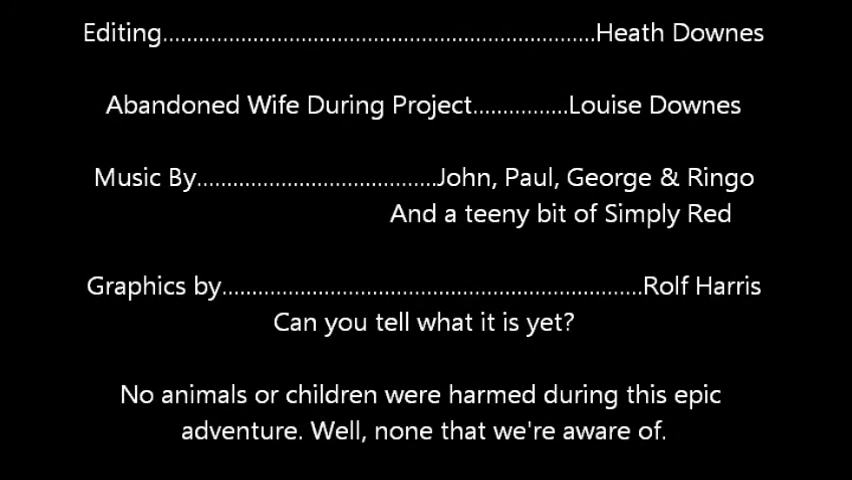 Editing........................................................................Heath Downes
Abandoned Wife During Project................Louise Downes
Music By........................................John, Paul, George & Ringo
And a teeny bit of Simply Red
Graphics by......................................................................Rolf Harris
Can you tell what it is yet?
No animals or children were harmed during this epic
adventure. Well, none that we're aware of.